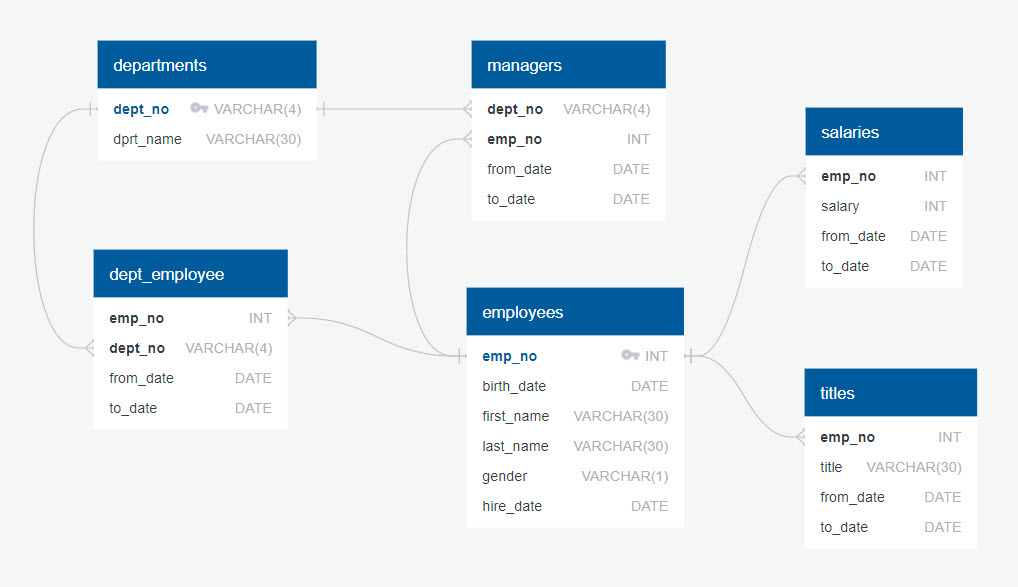 departments
dept_no VARCHAR(4)
dprt_name VARCHAR(30)
managers
dept_no VARCHAR(4)
emp_no INT
from_date DATE
to_date DATE
salaries
emp_no INT
salary INT
from_date DATE
to_date DATE
dept_employee
emp_no INT
dept_no VARCHAR(4)
from_date DATE
to_date DATE
employees
emp_no INT
birth_date DATE
first_name VARCHAR(30)
last_name VARCHAR(30)
gender VARCHAR(1)
hire_date DATE
titles
emp_no INT
title VARCHAR(30)
from_date DATE
to_date DATE